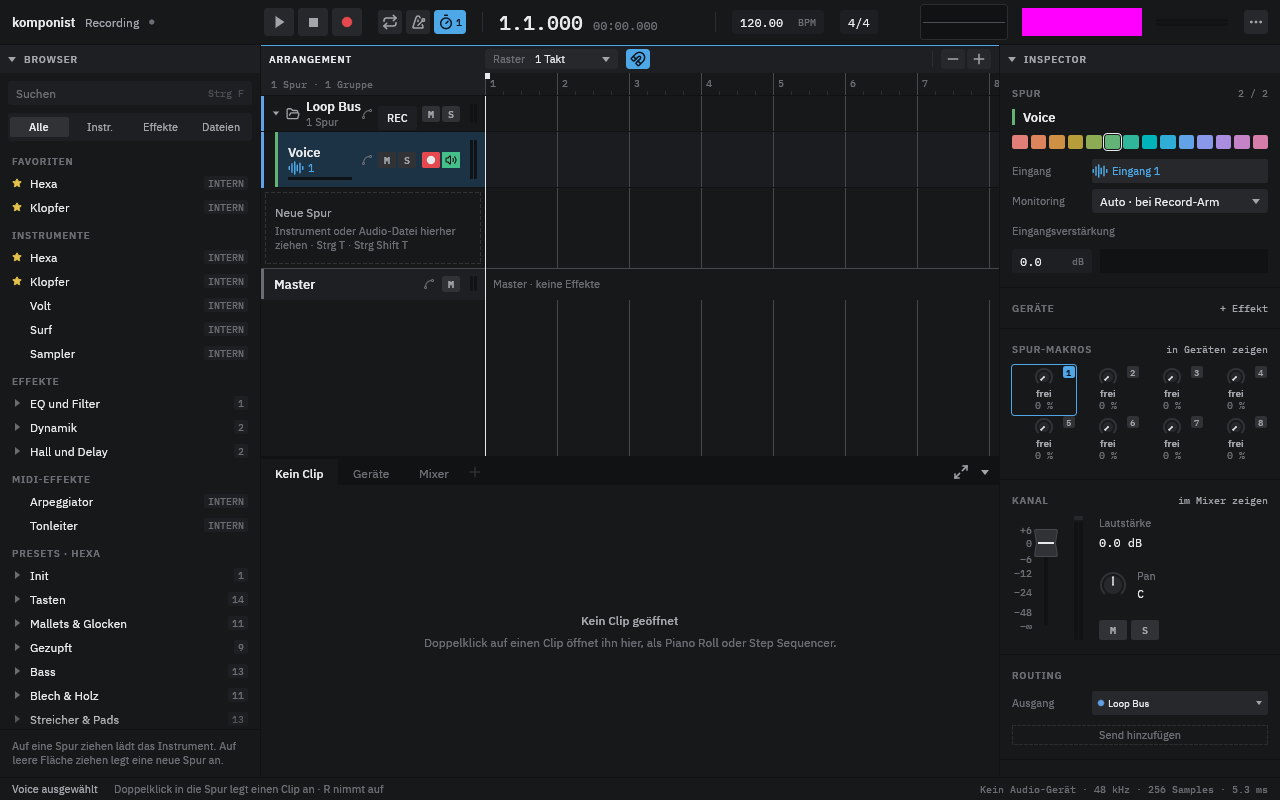 komponist Recording
1
1.1.000 00:00.000
120.00 BPM
4/4
BROWSER
Suchen Strg F
Alle Instr. Effekte Dateien
FAVORITEN
Hexa INTERN
Klopfer INTERN
INSTRUMENTE
Hexa INTERN
Klopfer INTERN
Volt INTERN
Surf INTERN
Sampler INTERN
EFFEKTE
EQ und Filter 1
Dynamik 2
Hall und Delay 2
MIDI-EFFEKTE
Arpeggiator INTERN
Tonleiter INTERN
PRESETS · HEXA
Init 1
Tasten 14
Mallets & Glocken 11
Gezupft 9
Bass 13
Blech & Holz 11
Streicher & Pads 13
Auf eine Spur ziehen lädt das Instrument. Auf
leere Fläche ziehen legt eine neue Spur an.
ARRANGEMENT
Raster 1 Takt
1 Spur · 1 Gruppe
1 2 3 4 5 6 7 8
Loop Bus
1 Spur
REC M S
Voice
1
M S
Neue Spur
Instrument oder Audio-Datei hierher
ziehen · Strg T · Strg Shift T
Master M
Master · keine Effekte
Kein Clip Geräte Mixer
Kein Clip geöffnet
Doppelklick auf einen Clip öffnet ihn hier, als Piano Roll oder Step Sequencer.
INSPECTOR
SPUR 2 / 2
Voice
Eingang Eingang 1
Monitoring Auto · bei Record-Arm
Eingangsverstärkung
0.0 dB
GERÄTE + Effekt
SPUR-MAKROS in Geräten zeigen
1 2 3 4
frei frei frei frei
0 % 0 % 0 % 0 %
5 6 7 8
frei frei frei frei
0 % 0 % 0 % 0 %
KANAL im Mixer zeigen
+6
0
−6
−12
−24
−48
−∞
Lautstärke
0.0 dB
Pan
C
M S
ROUTING
Ausgang Loop Bus
Send hinzufügen
Voice ausgewählt Doppelklick in die Spur legt einen Clip an · R nimmt auf
Kein Audio-Gerät · 48 kHz · 256 Samples · 5.3 ms